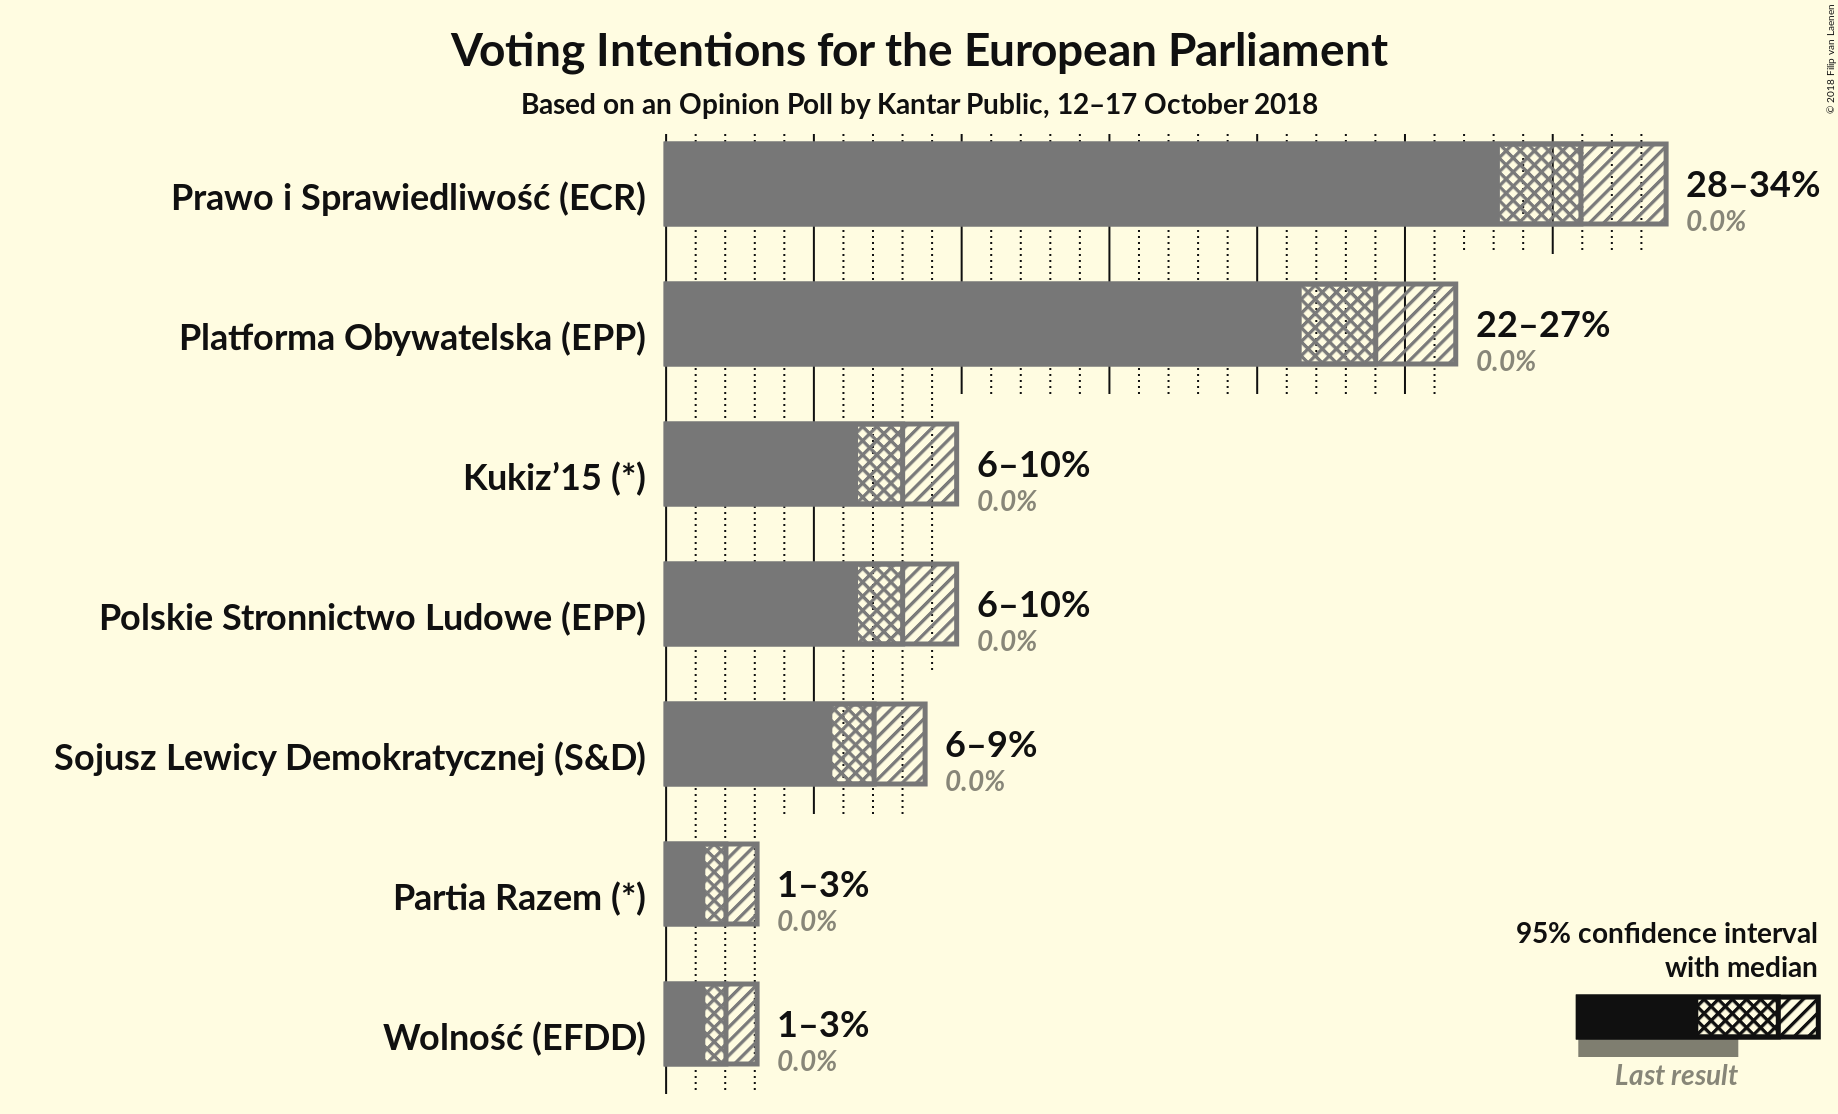 Voting Intentions for the European Parliament
Based on an Opinion Poll by Kantar Public, 12–17 October 2018
© 2018 Filip van Laenen
Prawo i Sprawiedliwość (ECR)
28–34%
0.0%
Platforma Obywatelska (EPP)
22–27%
0.0%
Kukiz’15 (*)
6–10%
0.0%
Polskie Stronnictwo Ludowe (EPP)
6–10%
0.0%
Sojusz Lewicy Demokratycznej (S&D)
6–9%
0.0%
Partia Razem (*)
1–3%
0.0%
Wolność (EFDD)
1–3%
0.0%
95% confidence interval
with median
Last result